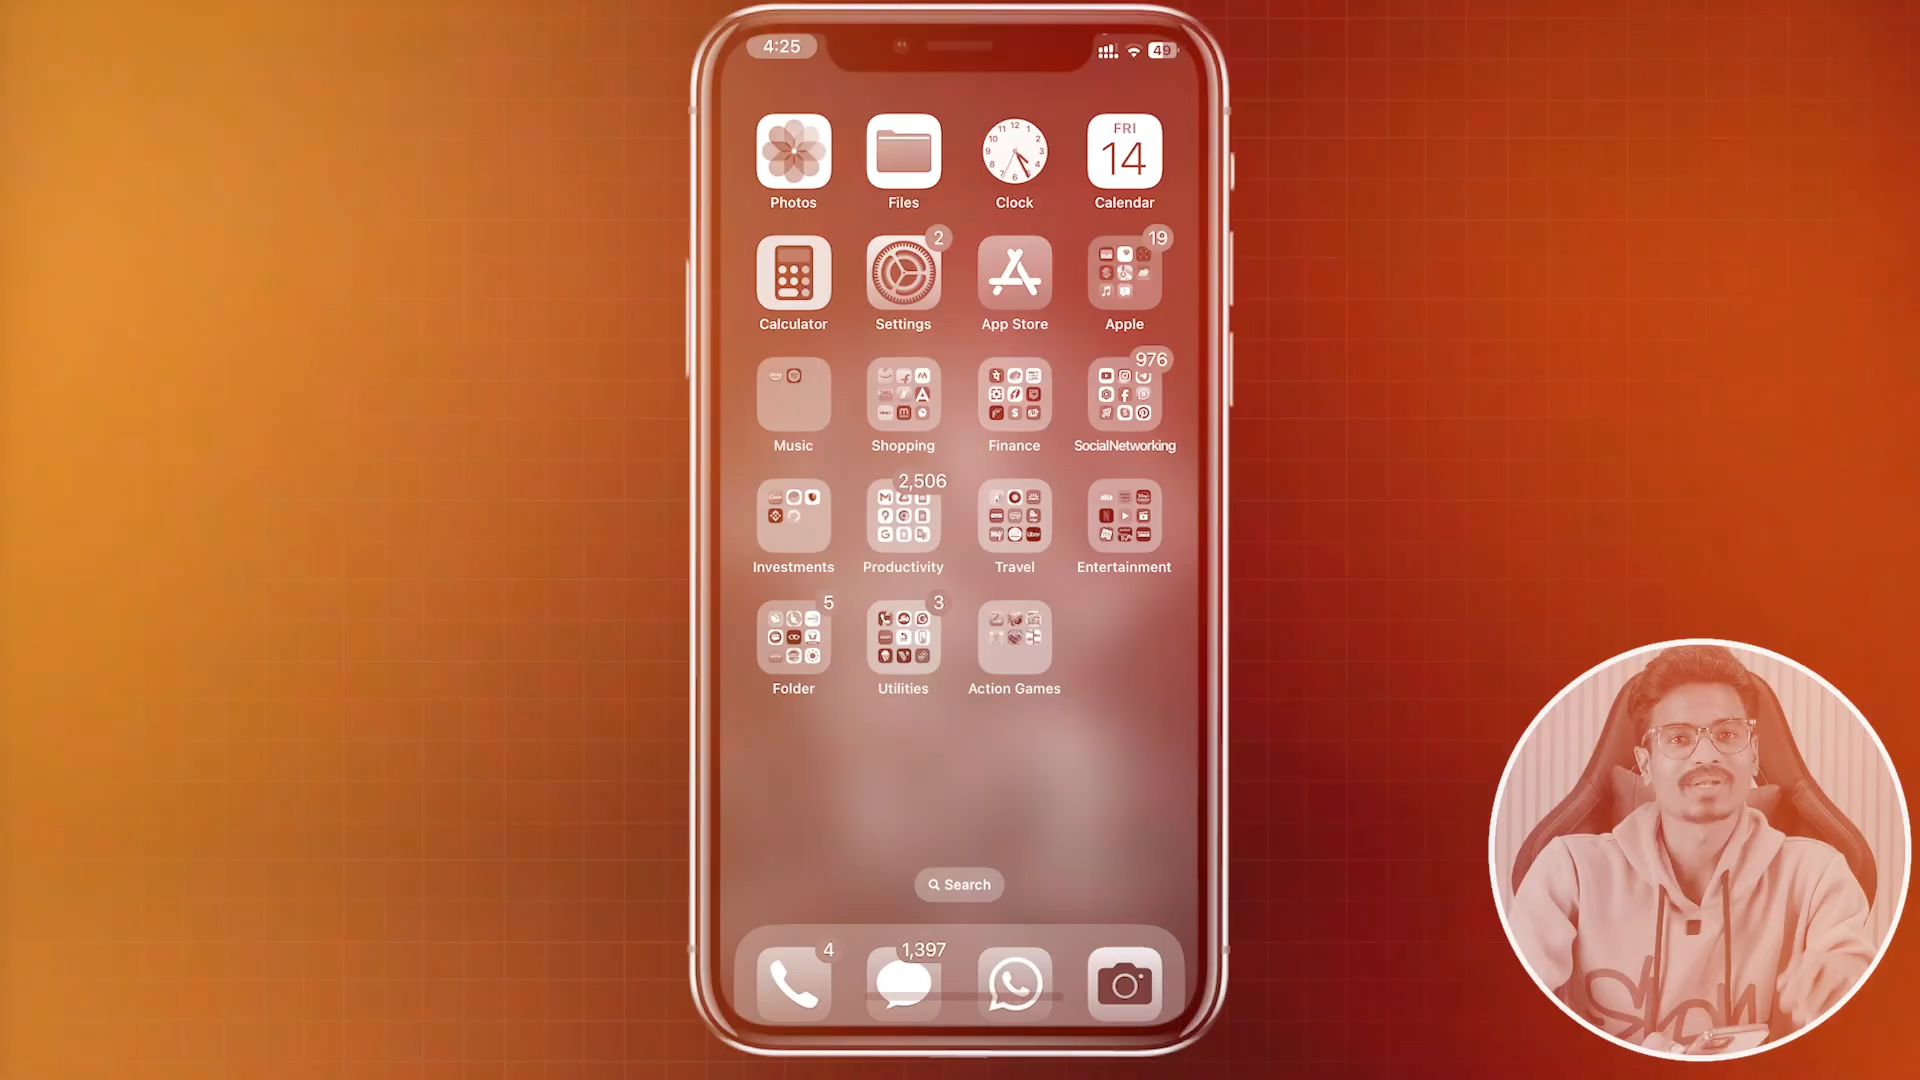 4:25
49
FRI
14
Photos
Files
Clock
Calendar
2
19
Calculator
Settings
App Store
Apple
976
Music
Shopping
Finance
SocialNetworking
2,506
Investments
Productivity
Travel
Entertainment
5
3
Folder
Utilities
Action Games
Search
4
1,397